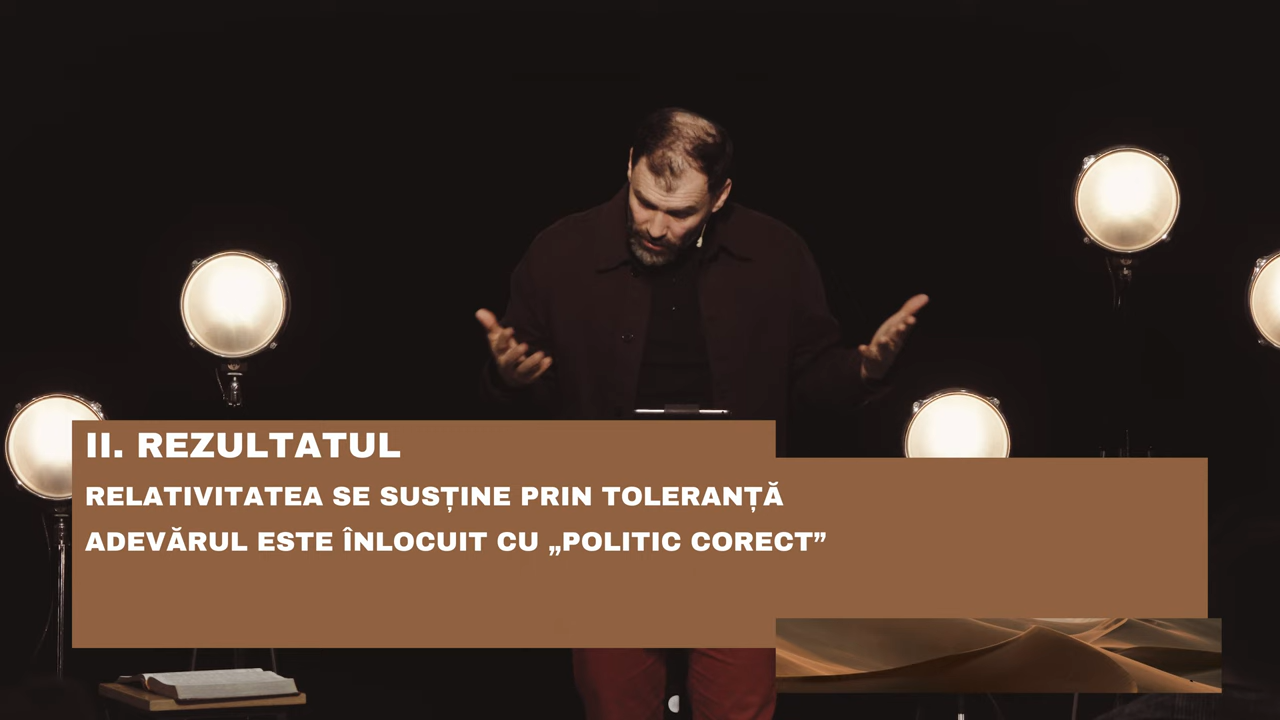 II. REZULTATUL
RELATIVITATEA SE SUSȚINE PRIN TOLERANȚĂ
ADEVĂRUL ESTE ÎNLOCUIT CU „POLITIC CORECT”